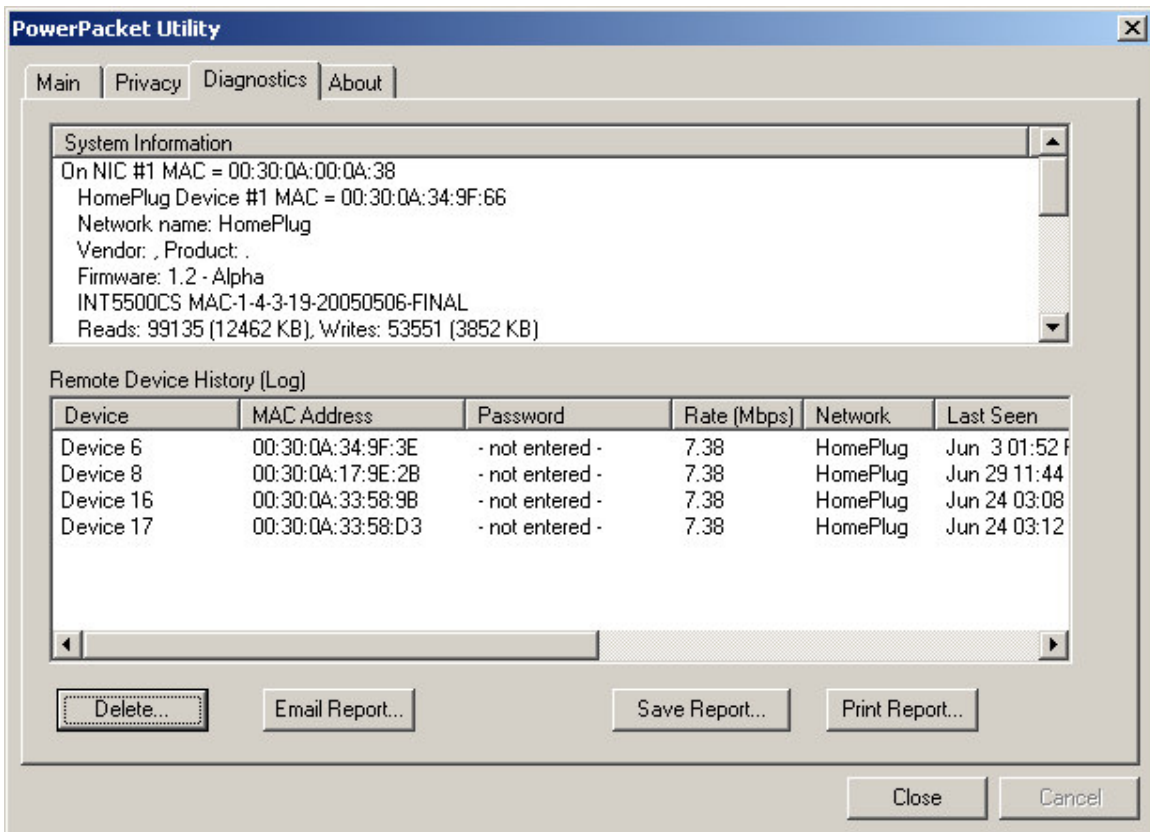 PowerPacket Utility
Main Privacy Diagnostics About
System Information
On NIC #1 MAC = 00:30:0A:00:0A:38
HomePlug Device #1 MAC = 00:30:0A:34:9F:66
Network name: HomePlug
Vendor: , Product: .
Firmware: 1.2 - Alpha
INT5500CS MAC-1-4-3-19-20050506-FINAL
Reads: 99135 (12462 KB), Writes: 53551 (3852 KB)
Remote Device History (Log)
Device MAC Address Password Rate (Mbps) Network Last Seen
Device 6 00:30:0A:34:9F:3E - not entered - 7.38 HomePlug Jun 3 01:52
Device 8 00:30:0A:17:9E:2B - not entered - 7.38 HomePlug Jun 29 11:44
Device 16 00:30:0A:33:58:9B - not entered - 7.38 HomePlug Jun 24 03:08
Device 17 00:30:0A:33:58:D3 - not entered - 7.38 HomePlug Jun 24 03:12
Delete... Email Report... Save Report... Print Report...
Close Cancel